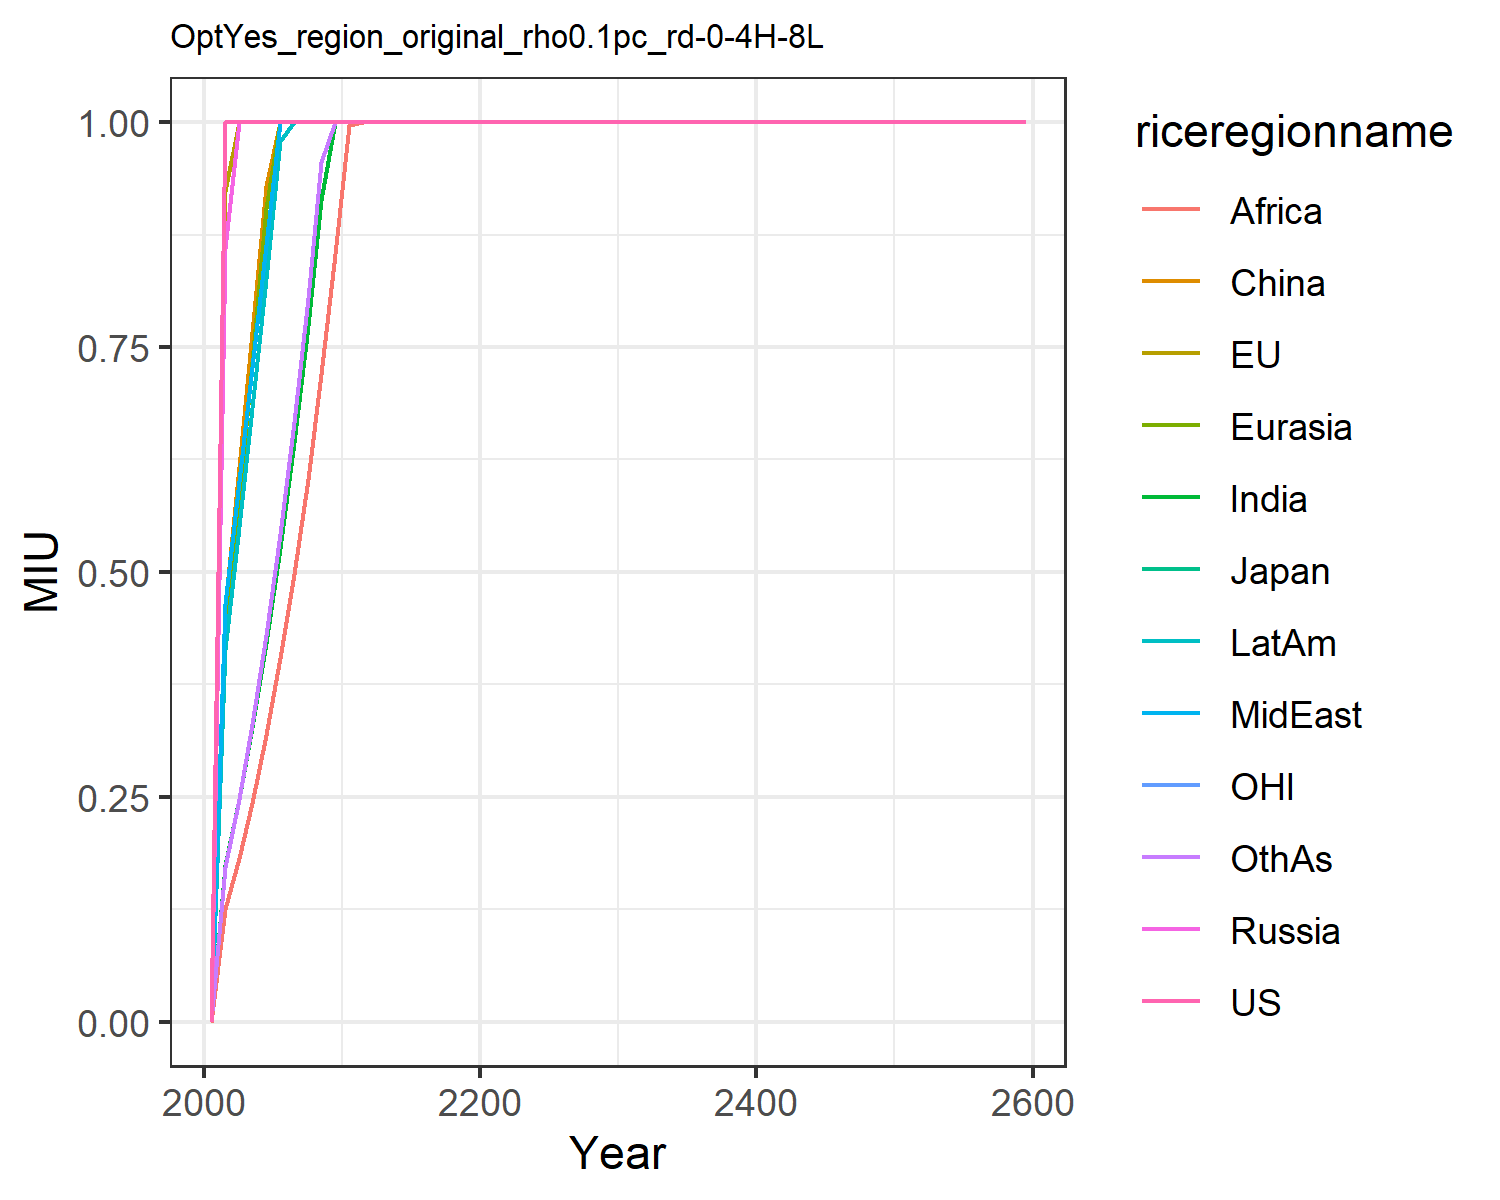 OptYes_region_original_rho0.1pc_rd-0-4H-8L
1.00
0.75
0.50
0.25
0.00
MIU
2000 2200 2400 2600
Year
riceregionname
Africa
China
EU
Eurasia
India
Japan
LatAm
MidEast
OHI
OthAs
Russia
US